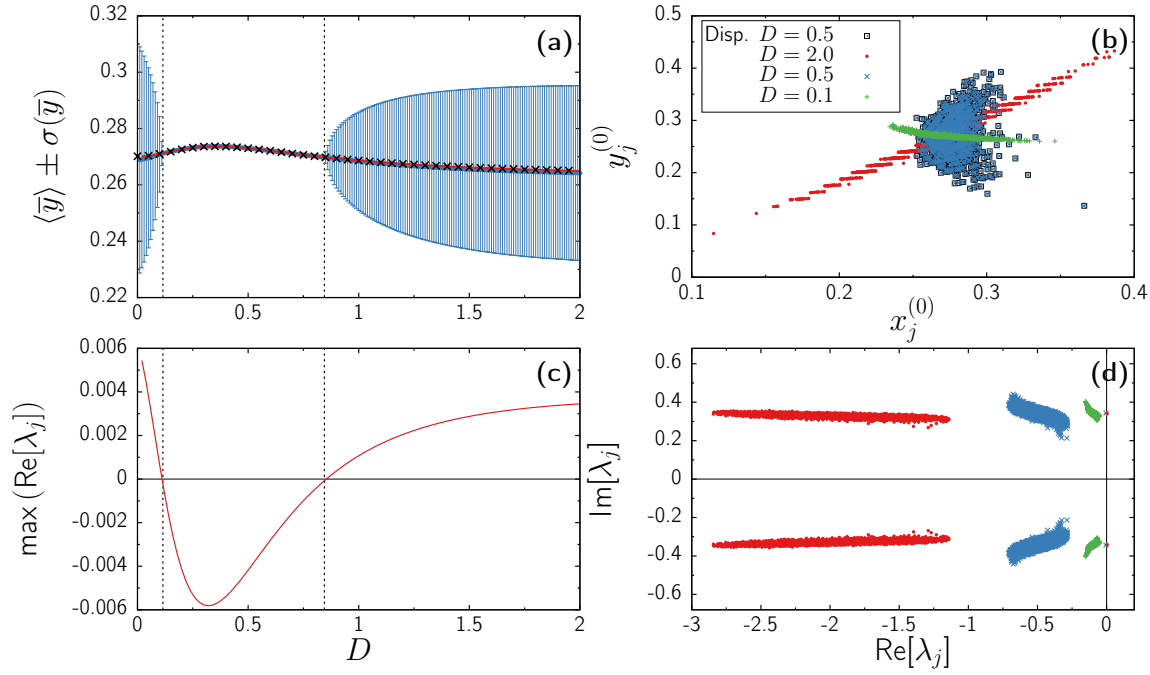 (a)
0.32
0.3
0.28
0.26
0.24
0.22
⟨y̅⟩ ± σ(y̅)
0 0.5 1 1.5 2
(b)
Disp. D = 0.5
D = 2.0
D = 0.5
D = 0.1
0.5
0.4
0.3
0.2
0.1
0
y_j^(0)
0.1 0.2 0.3 0.4
x_j^(0)
(c)
0.006
0.004
0.002
0
-0.002
-0.004
-0.006
max (Re[λ_j])
0 0.5 1 1.5 2
D
(d)
0.6
0.4
0.2
0
-0.2
-0.4
-0.6
Im[λ_j]
-3 -2.5 -2 -1.5 -1 -0.5 0
Re[λ_j]